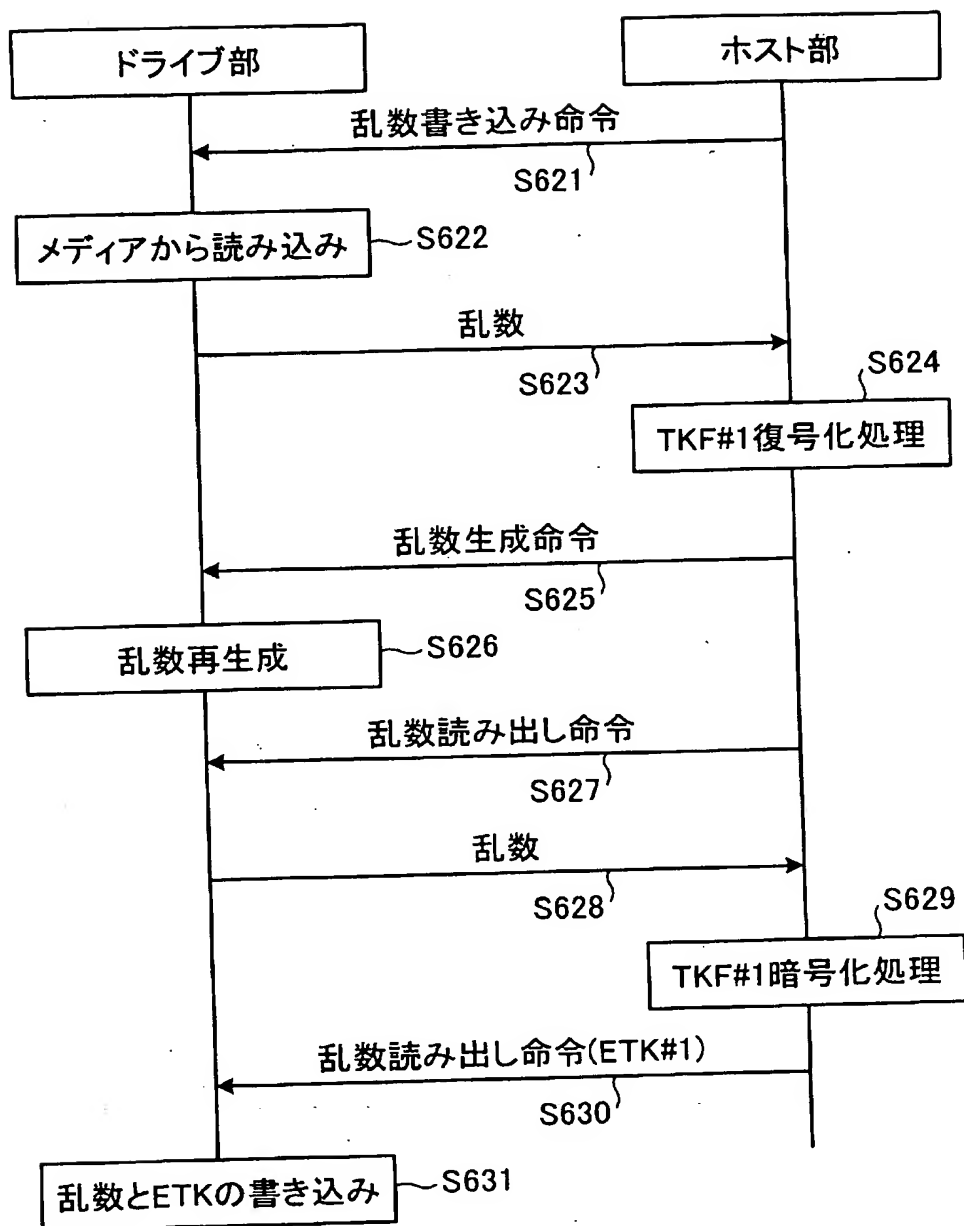 ドライブ部
ホスト部
乱数書き込み命令
S621
メディアから読み込み
S622
乱数
S623
S624
TKF#1復号化処理
乱数生成命令
S625
乱数再生成
S626
乱数読み出し命令
S627
乱数
S628
S629
TKF#1暗号化処理
乱数読み出し命令(ETK#1)
S630
乱数とETKの書き込み
S631